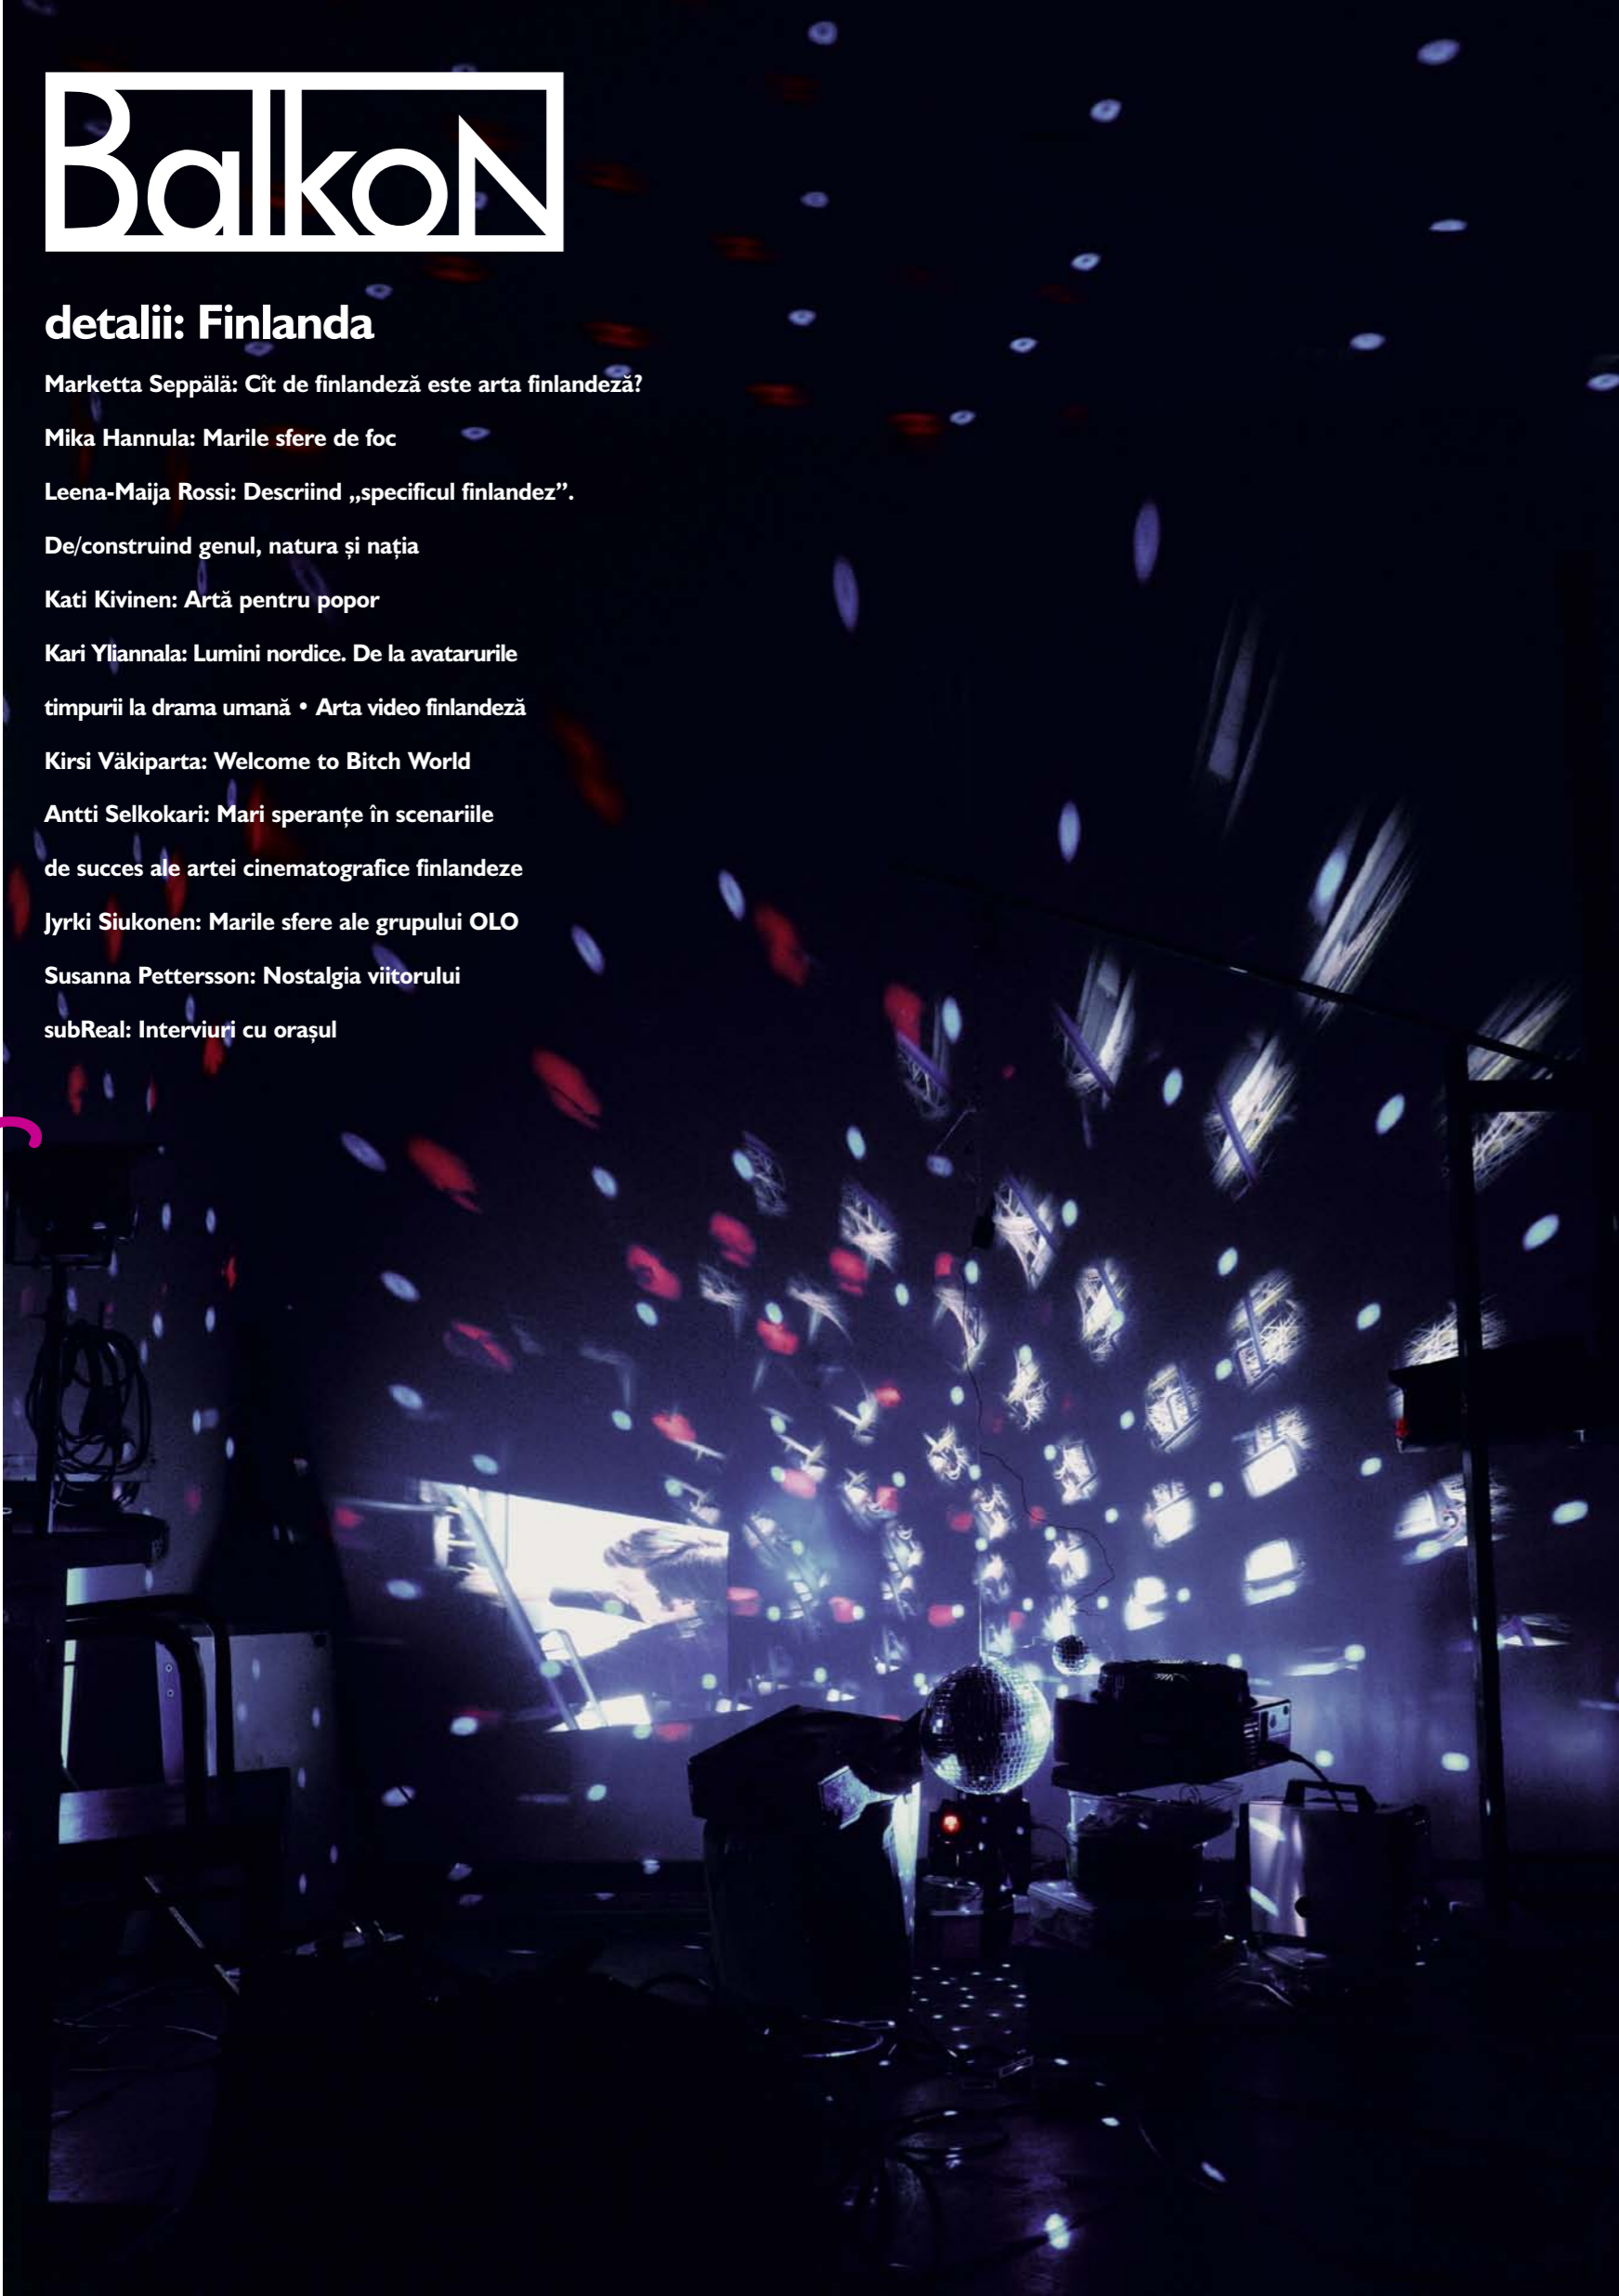 BalkoN
detalii: Finlanda
Marketta Seppälä: Cît de finlandeză este arta finlandeză?
Mika Hannula: Marile sfere de foc
Leena-Maija Rossi: Descriind „specificul finlandez”.
De/construind genul, natura și nația
Kati Kivinen: Artă pentru popor
Kari Yliannala: Lumini nordice. De la avatarurile
timpurii la drama umană • Arta video finlandeză
Kirsi Väkiparta: Welcome to Bitch World
Antti Selkokari: Mari speranțe în scenariile
de succes ale artei cinematografice finlandeze
Jyrki Siukonen: Marile sfere ale grupului OLO
Susanna Pettersson: Nostalgia viitorului
subReal: Interviuri cu orașul